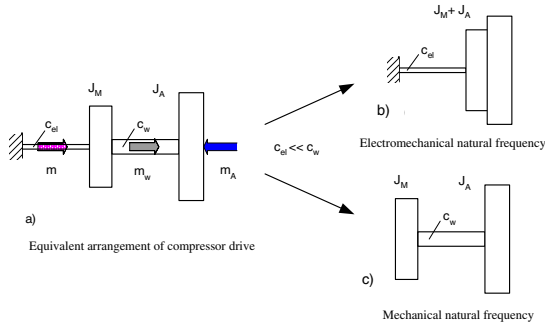 J_M
J_A
c_el
c_w
m
m_w
m_A
a)
Equivalent arrangement of compressor drive
c_el << c_w
J_M+ J_A
c_el
b)
Electromechanical natural frequency
J_M
J_A
c_w
c)
Mechanical natural frequency